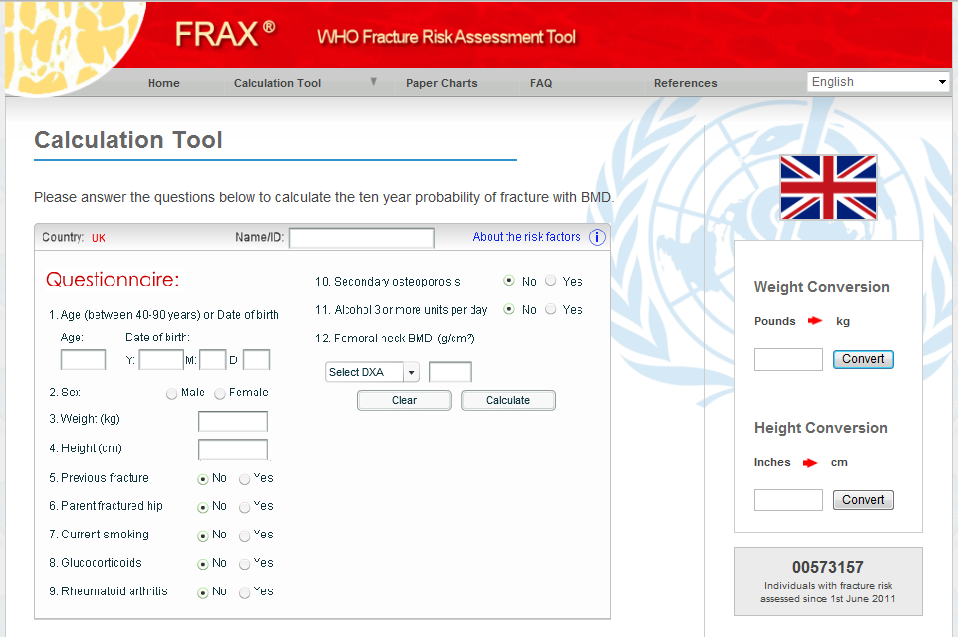 FRAX ®
WHO Fracture Risk Assessment Tool
Home Calculation Tool ▼ Paper Charts FAQ References English
Calculation Tool
Please answer the questions below to calculate the ten year probability of fracture with BMD.
Country: UK Name/ID: About the risk factors
Questionnaire:
1. Age (between 40-90 years) or Date of birth
Age: Date of birth:
Y: M: D:
2. Sex Male Female
3. Weight (kg)
4. Height (cm)
5. Previous fracture No Yes
6. Parent fractured hip No Yes
7. Current smoking No Yes
8. Glucocorticoids No Yes
9. Rheumatoid arthritis No Yes
10. Secondary osteoporosis No Yes
11. Alcohol 3 or more units per day No Yes
12. Femoral neck BMD (g/cm²)
Select DXA
Clear Calculate
Weight Conversion
Pounds kg
Convert
Height Conversion
Inches cm
Convert
00573157
Individuals with fracture risk
assessed since 1st June 2011